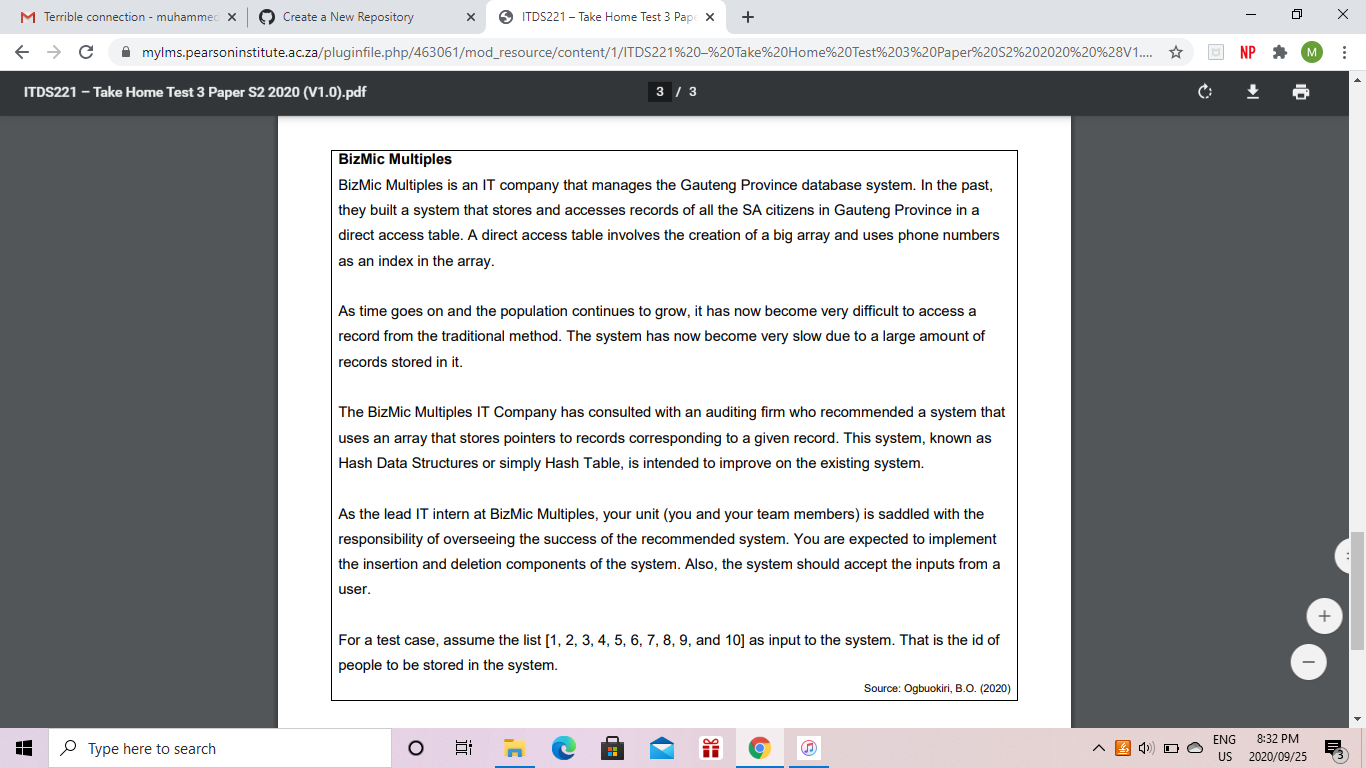 Terrible connection - muhammec
Create a New Repository
ITDS221 – Take Home Test 3 Pape
mylms.pearsoninstitute.ac.za/pluginfile.php/463061/mod_resource/content/1/ITDS221%20–%20Take%20Home%20Test%203%20Paper%20S2%202020%20%28V1....
NP
M
ITDS221 – Take Home Test 3 Paper S2 2020 (V1.0).pdf
3 / 3
BizMic Multiples
BizMic Multiples is an IT company that manages the Gauteng Province database system. In the past,
they built a system that stores and accesses records of all the SA citizens in Gauteng Province in a
direct access table. A direct access table involves the creation of a big array and uses phone numbers
as an index in the array.
As time goes on and the population continues to grow, it has now become very difficult to access a
record from the traditional method. The system has now become very slow due to a large amount of
records stored in it.
The BizMic Multiples IT Company has consulted with an auditing firm who recommended a system that
uses an array that stores pointers to records corresponding to a given record. This system, known as
Hash Data Structures or simply Hash Table, is intended to improve on the existing system.
As the lead IT intern at BizMic Multiples, your unit (you and your team members) is saddled with the
responsibility of overseeing the success of the recommended system. You are expected to implement
the insertion and deletion components of the system. Also, the system should accept the inputs from a
user.
For a test case, assume the list [1, 2, 3, 4, 5, 6, 7, 8, 9, and 10] as input to the system. That is the id of
people to be stored in the system.
Source: Ogbuokiri, B.O. (2020)
Type here to search
ENG
US
8:32 PM
2020/09/25
3